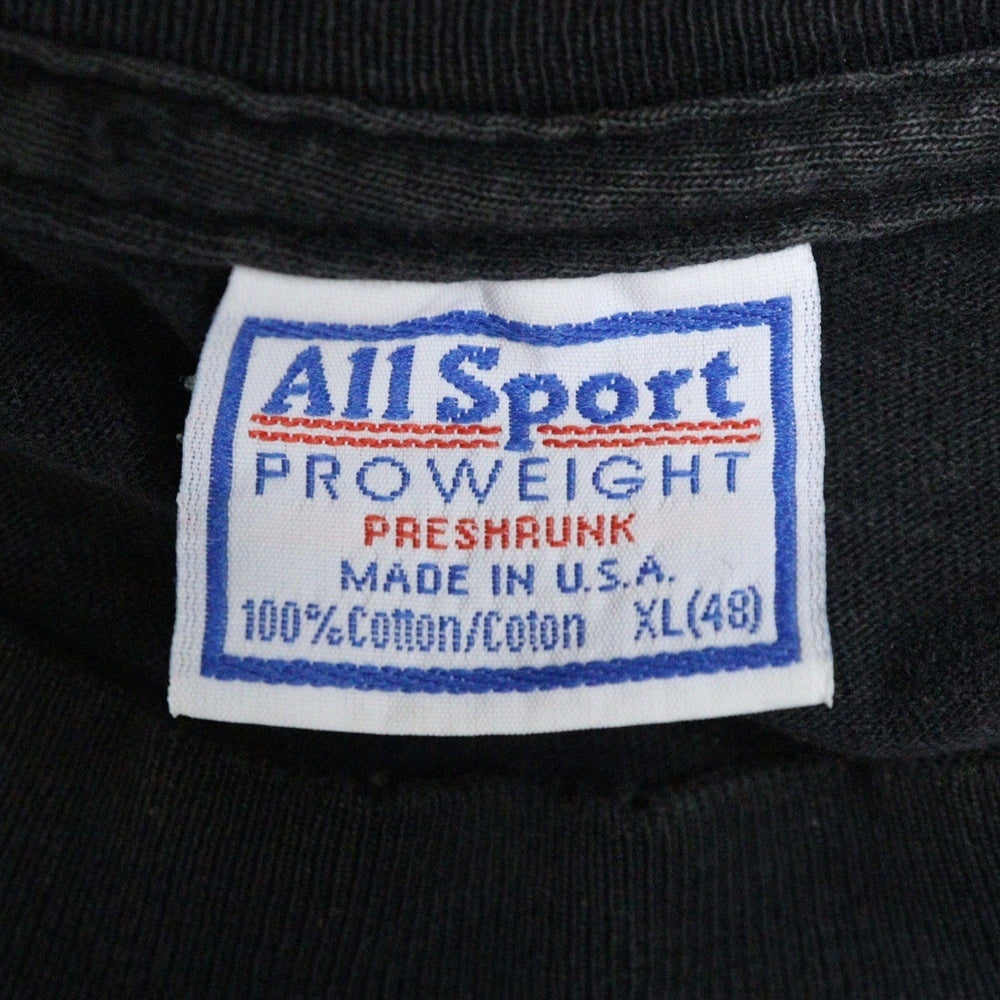 All Sport
PROWEIGHT
PRESHRUNK
MADE IN U.S.A.
100% Cotton/Coton XL(48)